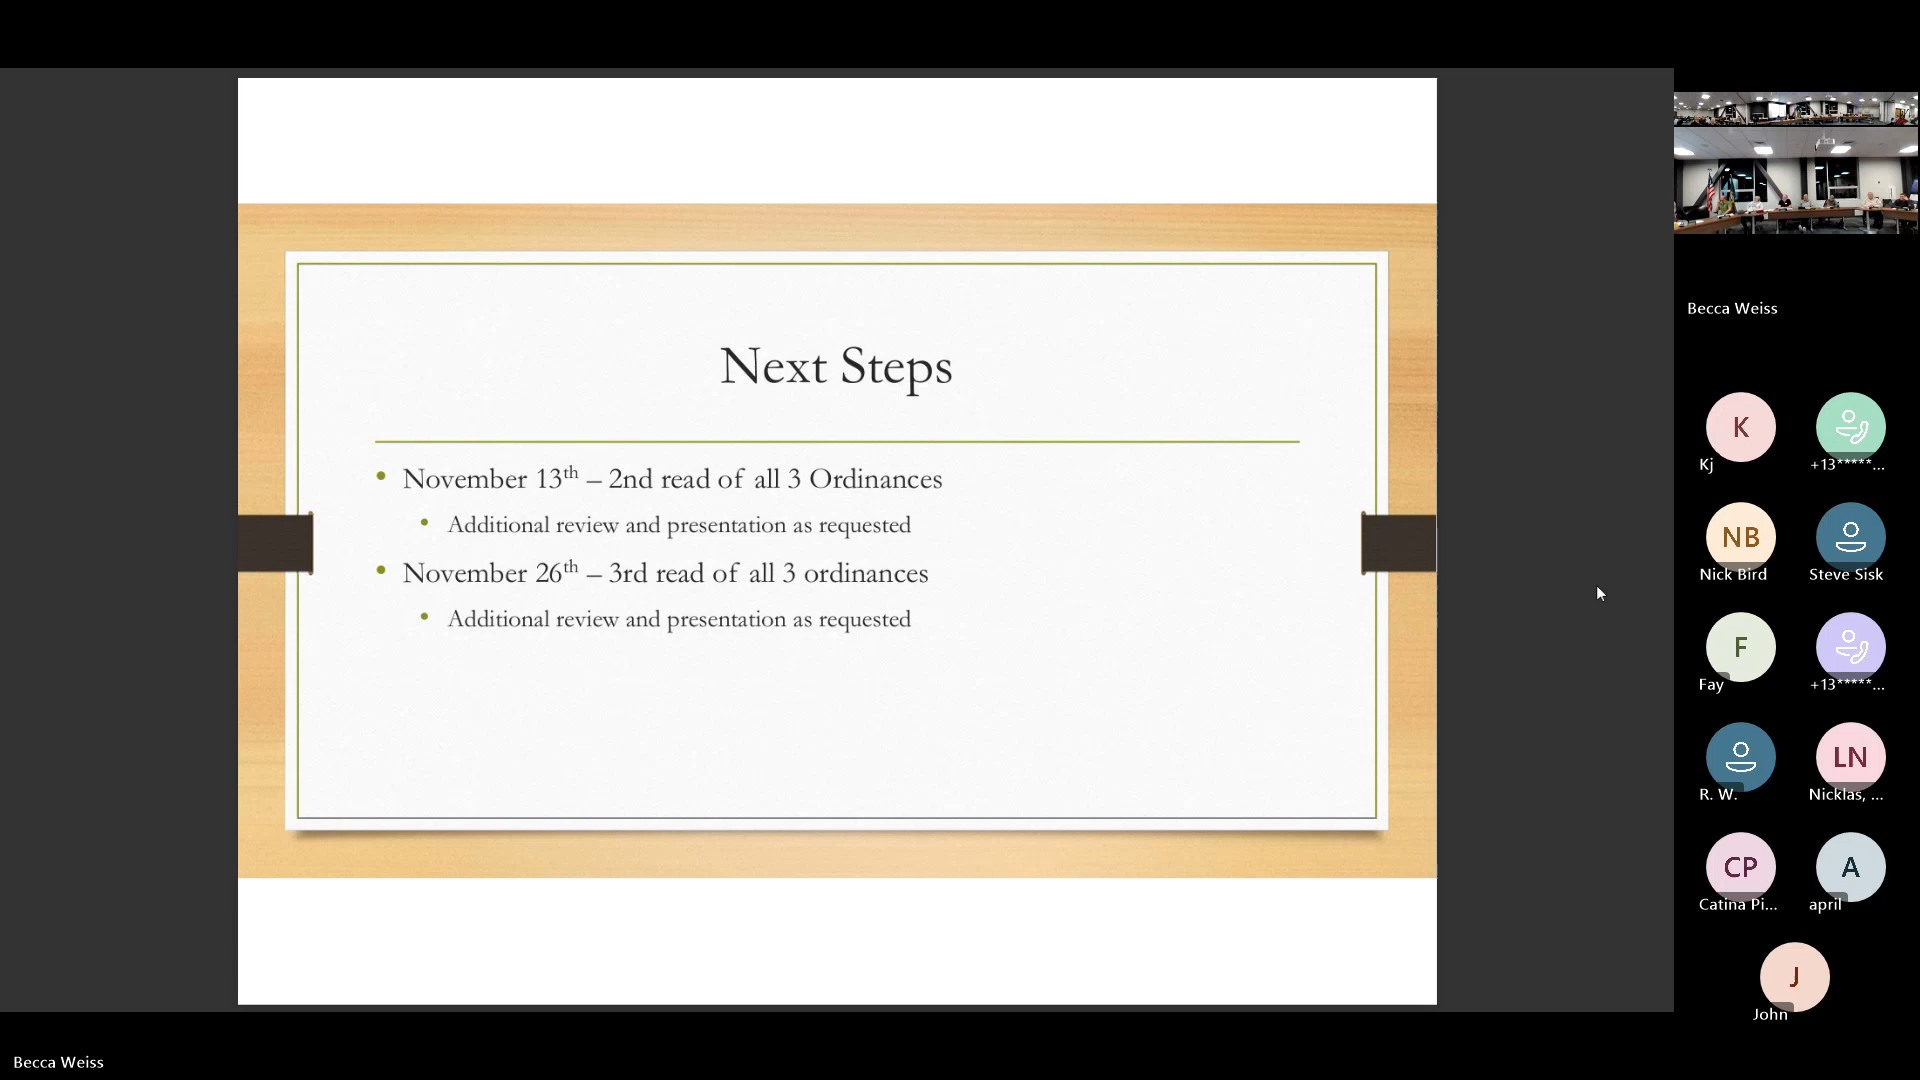 Next Steps
November 13th – 2nd read of all 3 Ordinances
Additional review and presentation as requested
November 26th – 3rd read of all 3 ordinances
Additional review and presentation as requested
Becca Weiss
K
Kj
+13*****...
NB
Nick Bird
Steve Sisk
F
Fay
+13*****...
R. W.
LN
Nicklas, ...
CP
Catina Pi...
A
april
J
John
Becca Weiss